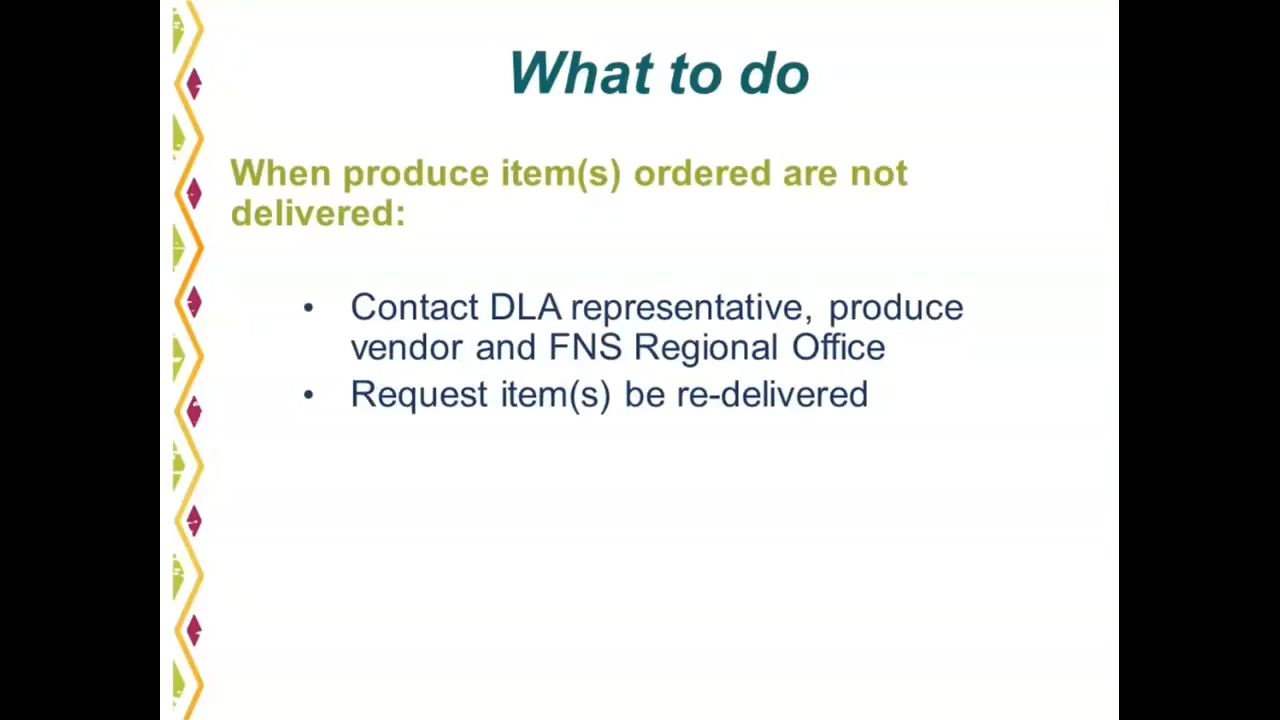 What to do
When produce item(s) ordered are not
delivered:
• Contact DLA representative, produce
vendor and FNS Regional Office
• Request item(s) be re-delivered